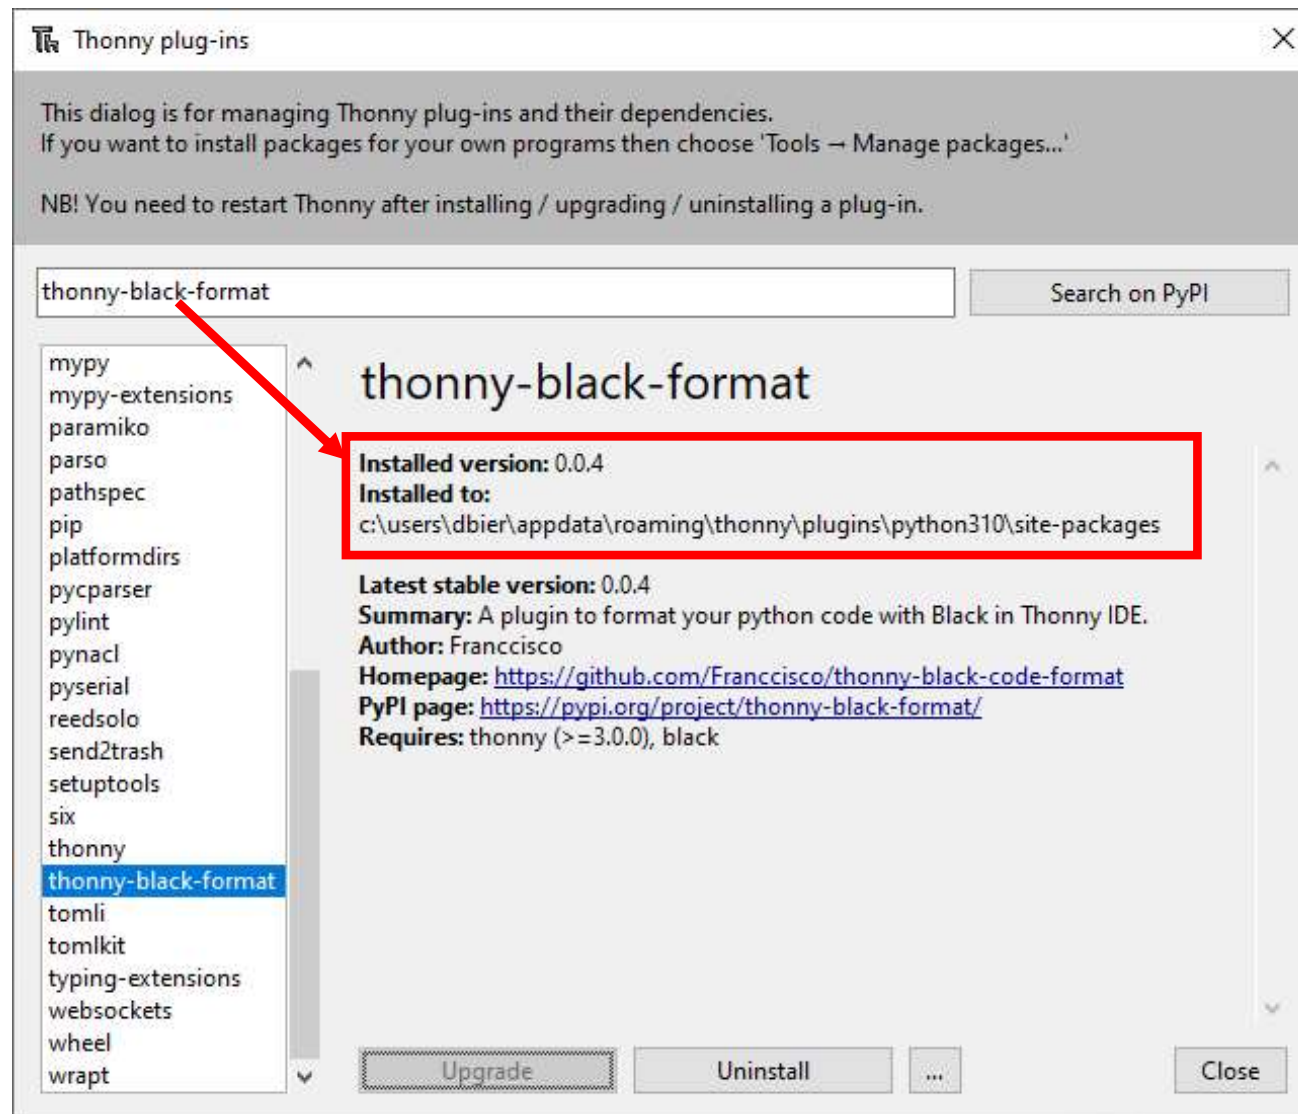 Thonny plug-ins
This dialog is for managing Thonny plug-ins and their dependencies.
If you want to install packages for your own programs then choose 'Tools → Manage packages...'
NB! You need to restart Thonny after installing / upgrading / uninstalling a plug-in.
thonny-black-format
Search on PyPI
mypy
mypy-extensions
paramiko
parso
pathspec
pip
platformdirs
pycparser
pylint
pynacl
pyserial
reedsolo
send2trash
setuptools
six
thonny
thonny-black-format
tomli
tomlkit
typing-extensions
websockets
wheel
wrapt
thonny-black-format
Installed version: 0.0.4
Installed to:
c:\users\dbier\appdata\roaming\thonny\plugins\python310\site-packages
Latest stable version: 0.0.4
Summary: A plugin to format your python code with Black in Thonny IDE.
Author: Franccisco
Homepage: https://github.com/Franccisco/thonny-black-code-format
PyPI page: https://pypi.org/project/thonny-black-format/
Requires: thonny (>=3.0.0), black
Upgrade
Uninstall
...
Close